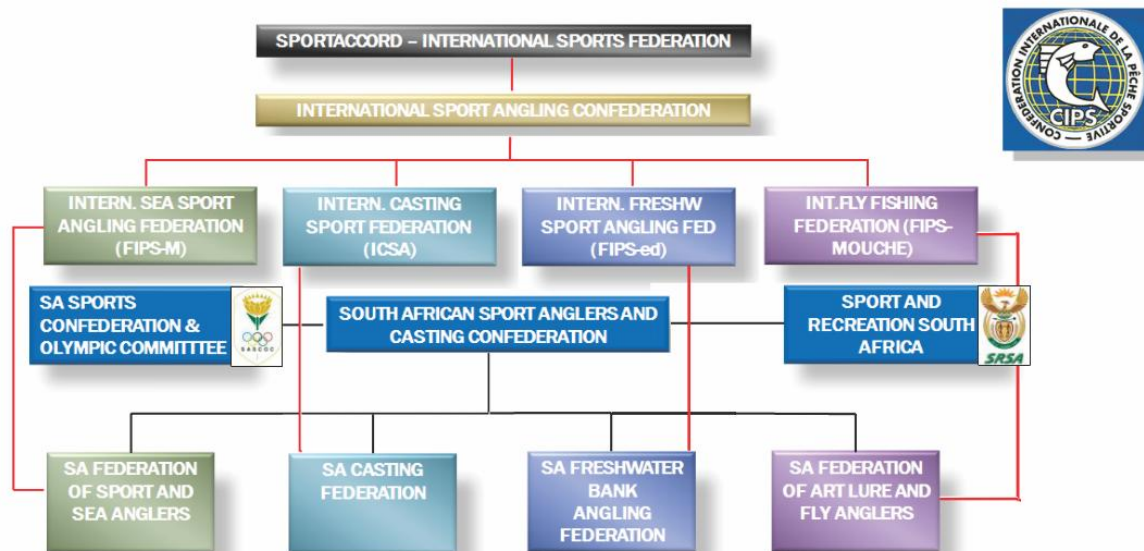 SPORTACCORD – INTERNATIONAL SPORTS FEDERATION
INTERNATIONAL SPORT ANGLING CONFEDERATION
CONFEDERATION INTERNATIONALE DE LA PÊCHE SPORTIVE
CIPS
INTERN. SEA SPORT
ANGLING FEDERATION
(FIPS-M)
INTERN. CASTING
SPORT FEDERATION
(ICSA)
INTERN. FRESHW
SPORT ANGLING FED
(FIPS-ed)
INT.FLY FISHING
FEDERATION (FIPS-
MOUCHE)
SA SPORTS
CONFEDERATION &
OLYMPIC COMMITTTEE
SASCOC
SOUTH AFRICAN SPORT ANGLERS AND
CASTING CONFEDERATION
SPORT AND
RECREATION SOUTH
AFRICA
SRSA
SA FEDERATION
OF SPORT AND
SEA ANGLERS
SA CASTING
FEDERATION
SA FRESHWATER
BANK
ANGLING
FEDERATION
SA FEDERATION
OF ART LURE AND
FLY ANGLERS